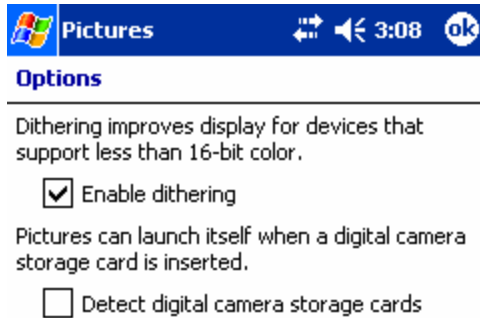 Pictures 3:08 ok
Options
Dithering improves display for devices that
support less than 16-bit color.
Enable dithering
Pictures can launch itself when a digital camera
storage card is inserted.
Detect digital camera storage cards